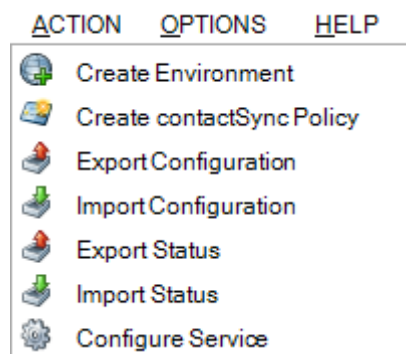 ACTION OPTIONS HELP
Create Environment
Create contactSync Policy
Export Configuration
Import Configuration
Export Status
Import Status
Configure Service